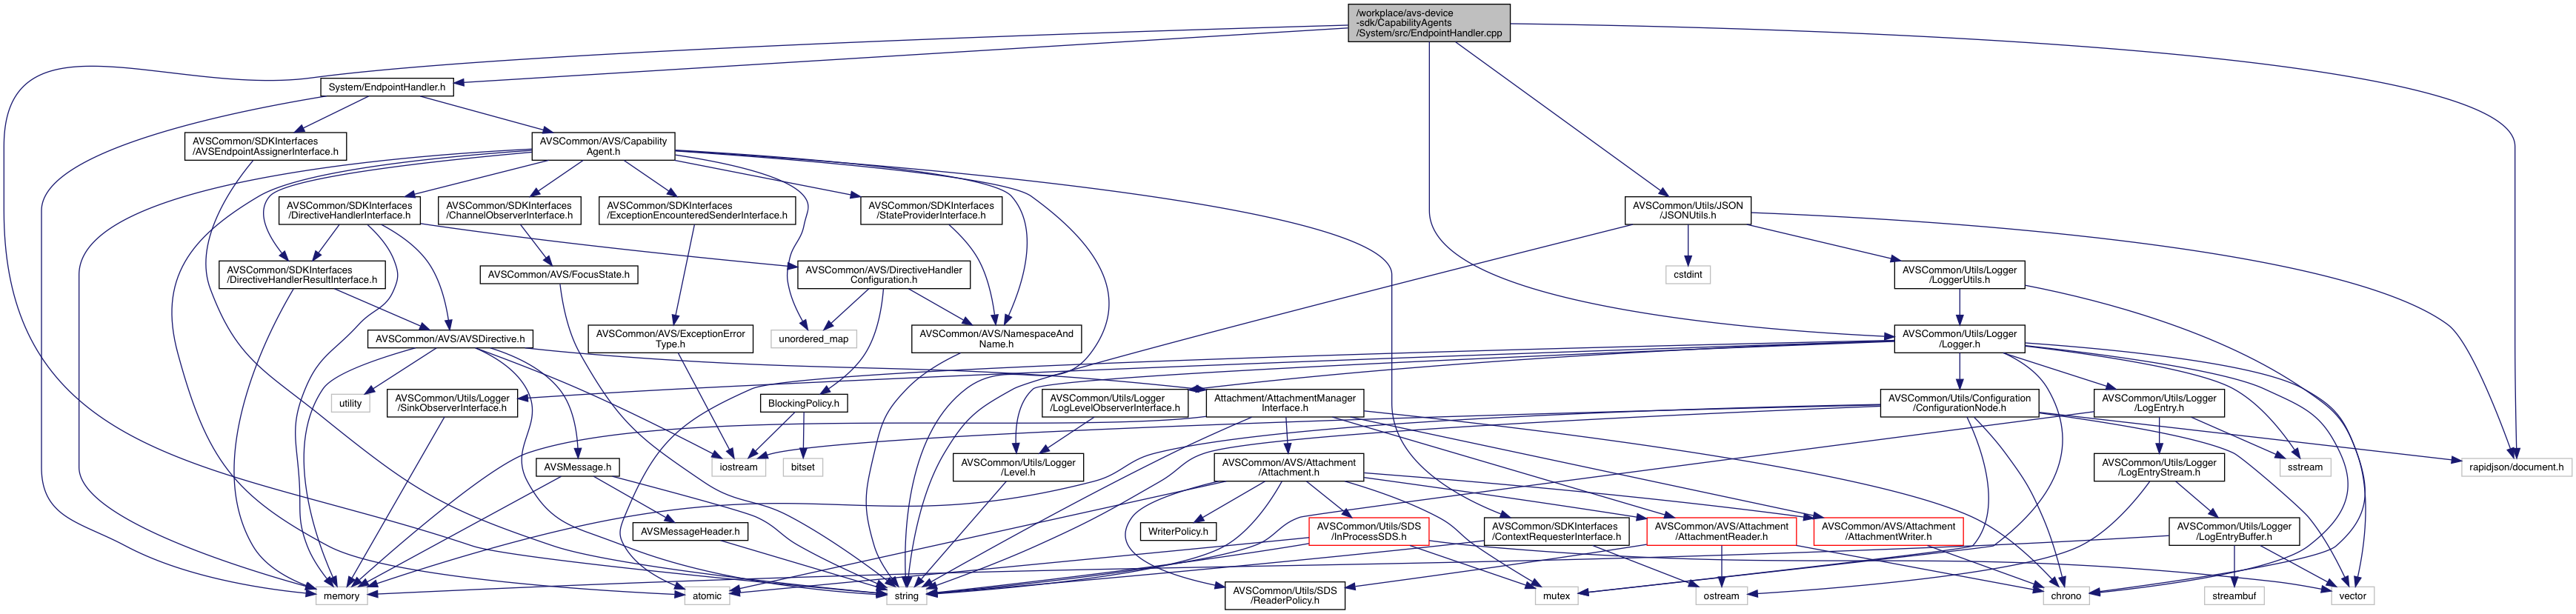 /workplace/avs-device
-sdk/CapabilityAgents
/System/src/EndpointHandler.cpp
System/EndpointHandler.h
AVSCommon/SDKInterfaces
/AVSEndpointAssignerInterface.h
AVSCommon/AVS/Capability
Agent.h
AVSCommon/SDKInterfaces
/DirectiveHandlerInterface.h
AVSCommon/SDKInterfaces
/ChannelObserverInterface.h
AVSCommon/SDKInterfaces
/ExceptionEncounteredSenderInterface.h
AVSCommon/SDKInterfaces
/StateProviderInterface.h
AVSCommon/Utils/JSON
/JSONUtils.h
AVSCommon/SDKInterfaces
/DirectiveHandlerResultInterface.h
AVSCommon/AVS/FocusState.h
AVSCommon/AVS/DirectiveHandler
Configuration.h
cstdint
AVSCommon/Utils/Logger
/LoggerUtils.h
AVSCommon/AVS/AVSDirective.h
AVSCommon/AVS/ExceptionError
Type.h
unordered_map
AVSCommon/AVS/NamespaceAnd
Name.h
AVSCommon/Utils/Logger
/Logger.h
utility
AVSCommon/Utils/Logger
/SinkObserverInterface.h
BlockingPolicy.h
AVSCommon/Utils/Logger
/LogLevelObserverInterface.h
Attachment/AttachmentManager
Interface.h
AVSCommon/Utils/Configuration
/ConfigurationNode.h
AVSCommon/Utils/Logger
/LogEntry.h
AVSMessage.h
iostream
bitset
AVSCommon/Utils/Logger
/Level.h
AVSCommon/AVS/Attachment
/Attachment.h
AVSCommon/Utils/Logger
/LogEntryStream.h
sstream
rapidjson/document.h
AVSMessageHeader.h
WriterPolicy.h
AVSCommon/Utils/SDS
/InProcessSDS.h
AVSCommon/SDKInterfaces
/ContextRequesterInterface.h
AVSCommon/AVS/Attachment
/AttachmentReader.h
AVSCommon/AVS/Attachment
/AttachmentWriter.h
AVSCommon/Utils/Logger
/LogEntryBuffer.h
memory
atomic
string
AVSCommon/Utils/SDS
/ReaderPolicy.h
mutex
ostream
chrono
streambuf
vector